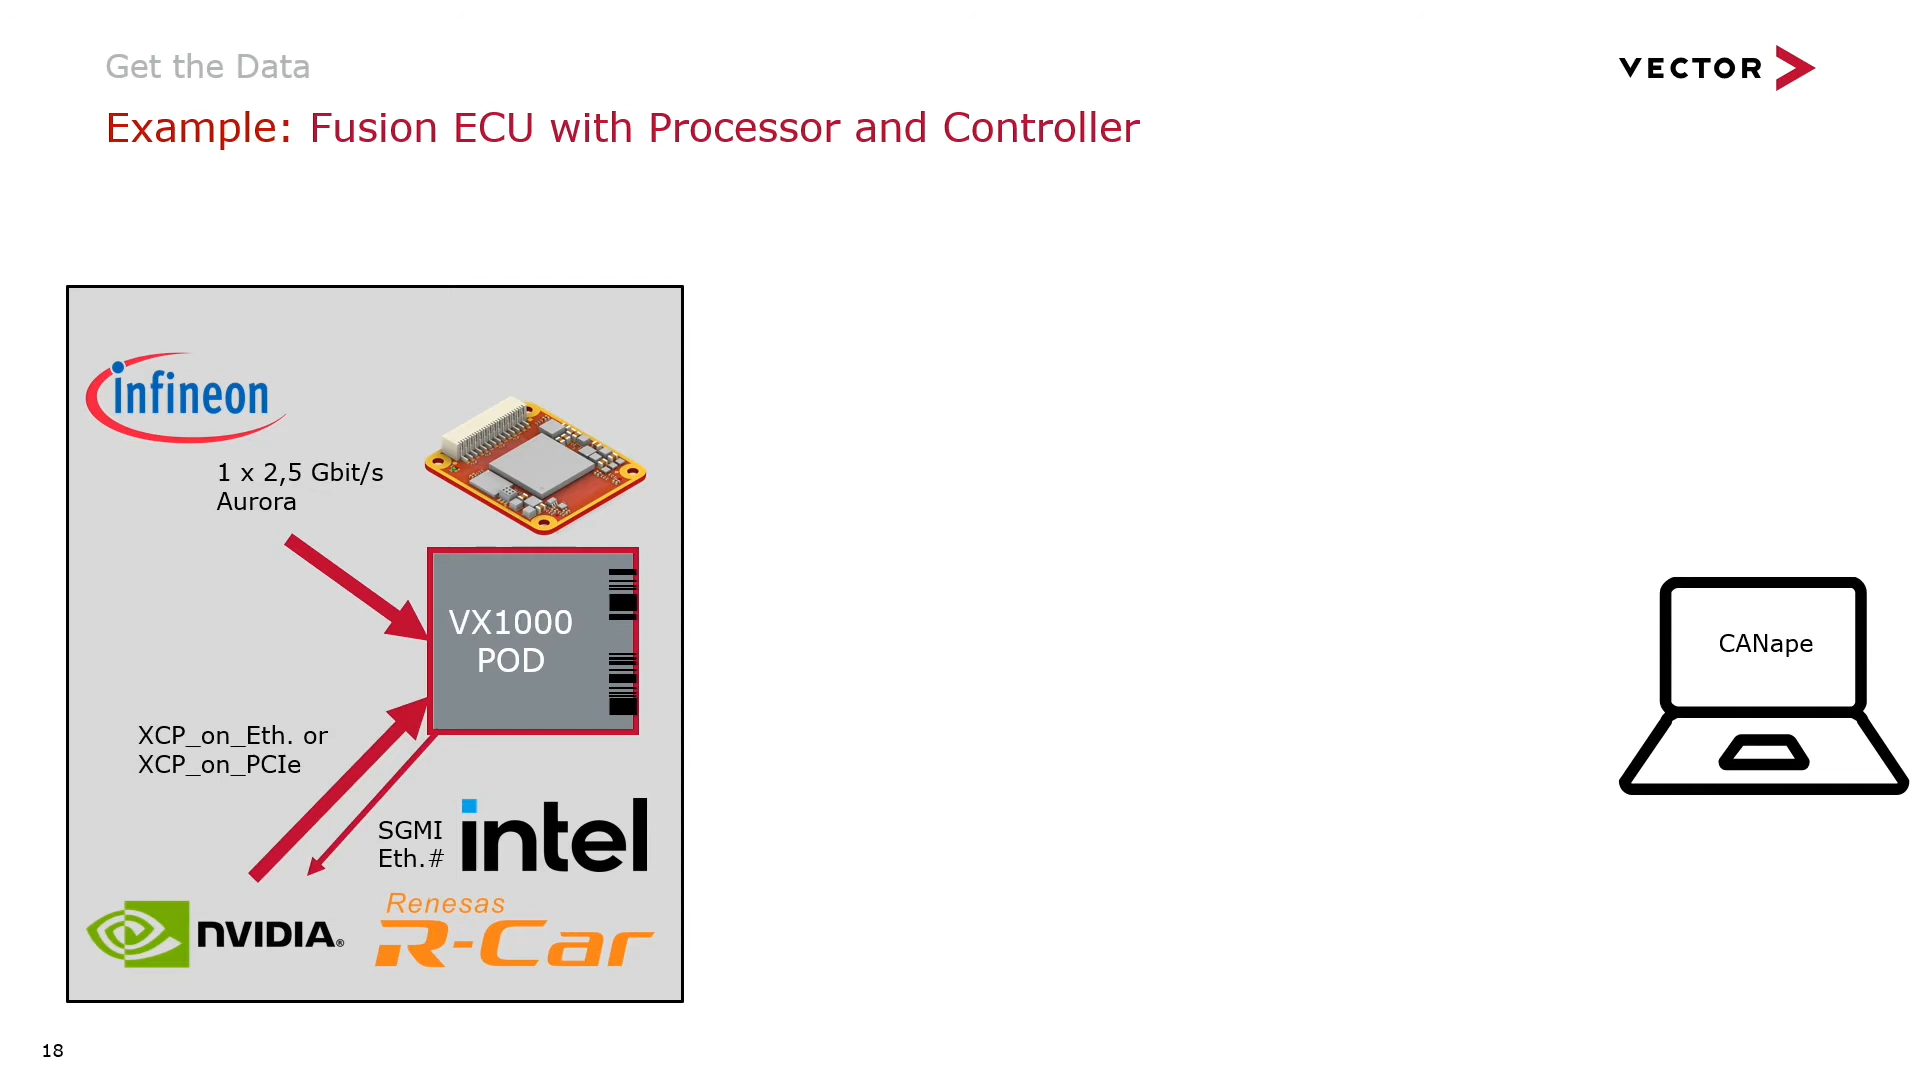 Get the Data
VECTOR
Example: Fusion ECU with Processor and Controller
infineon
1 x 2,5 Gbit/s
Aurora
VX1000
POD
CANape
XCP_on_Eth. or
XCP_on_PCIe
SGMI
Eth.#
intel
NVIDIA®
Renesas
R-Car
18